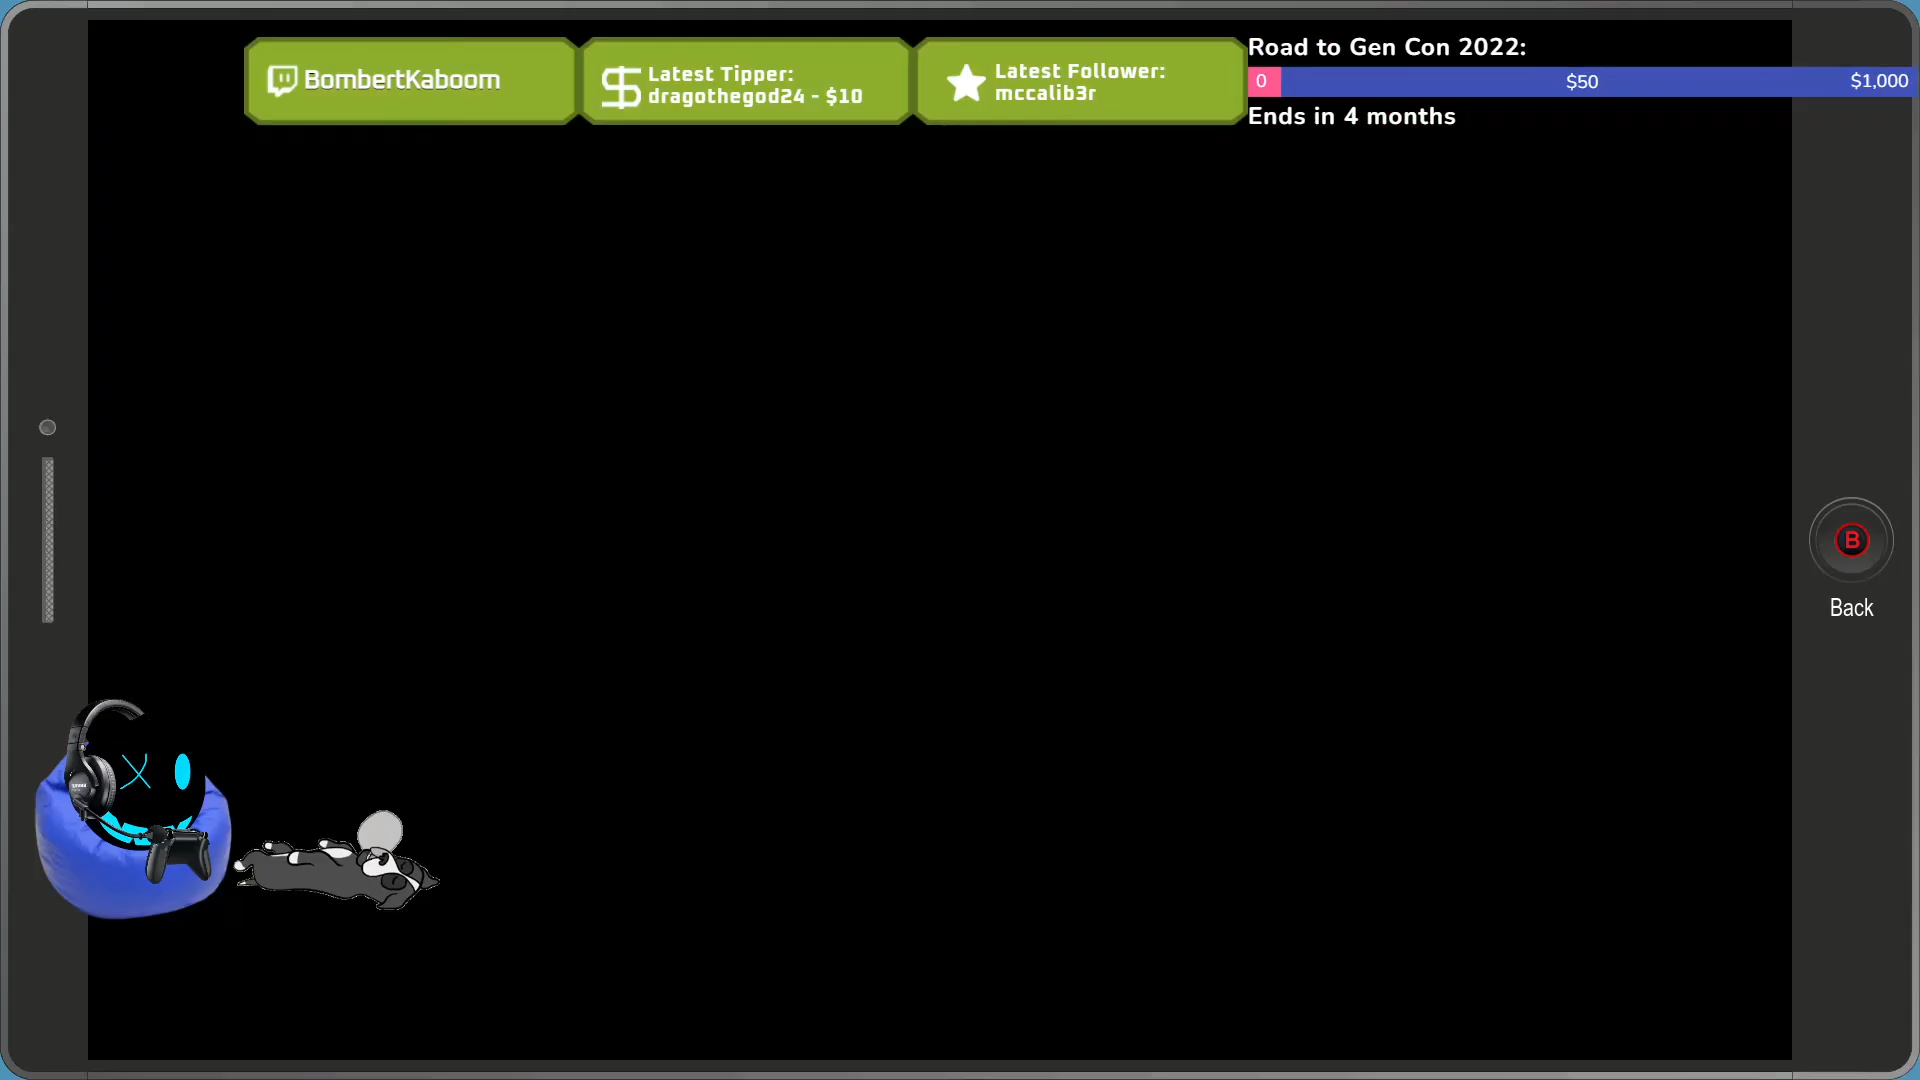 BombertKaboom
Latest Tipper:
dragothegod24 - $10
Latest Follower:
mccalib3r
Road to Gen Con 2022:
0 $50 $1,000
Ends in 4 months
B
Back